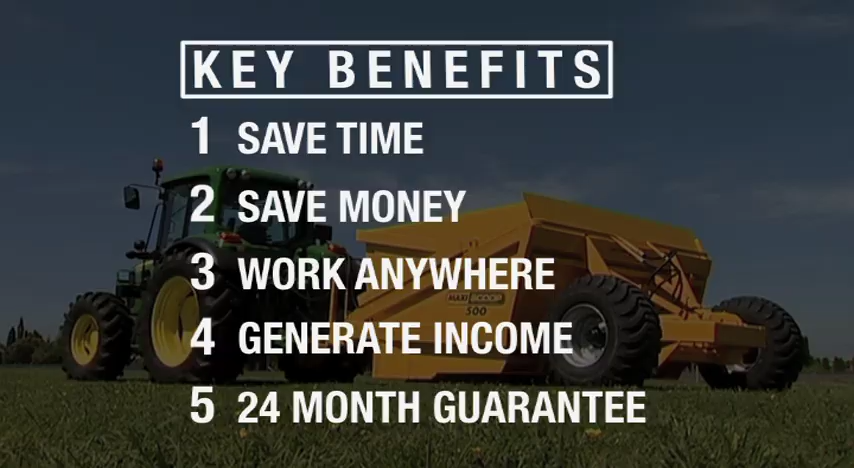 KEY BENEFITS
1 SAVE TIME
2 SAVE MONEY
3 WORK ANYWHERE
4 GENERATE INCOME
5 24 MONTH GUARANTEE
MAXI SCOOP
500